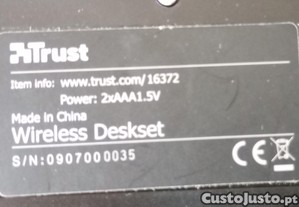 Trust
Item info: www.trust.com/16372
Power: 2xAAA1.5V
Made in China
Wireless Deskset
S/N:0907000035
CE
CustoJusto.pt